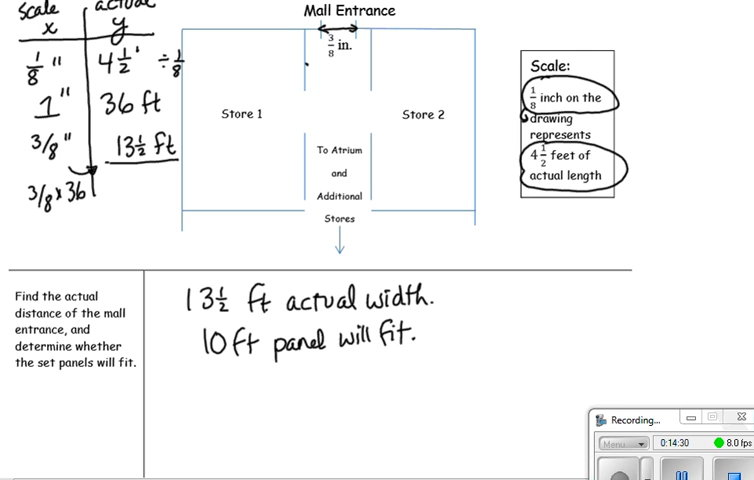 scale actual
x y
1/8 " 4 1/2 ' ÷ 1/8
1" 36 ft
3/8" 13 1/2 ft
3/8 x 36
Mall Entrance
3/8 in.
Store 1
Store 2
To Atrium
and
Additional
Stores
Scale:
1/8 inch on the
drawing
represents
4 1/2 feet of
actual length
Find the actual
distance of the mall
entrance, and
determine whether
the set panels will fit.
13 1/2 ft actual width.
10 ft panel will fit.
Recording...
Menu...
0:14:30
8.0 fps